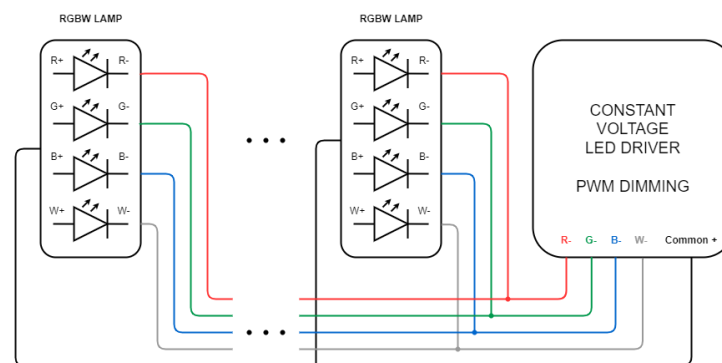 RGBW LAMP
R+ R-
G+ G-
B+ B-
W+ W-
RGBW LAMP
R+ R-
G+ G-
B+ B-
W+ W-
CONSTANT
VOLTAGE
LED DRIVER
PWM DIMMING
R- G- B- W- Common +